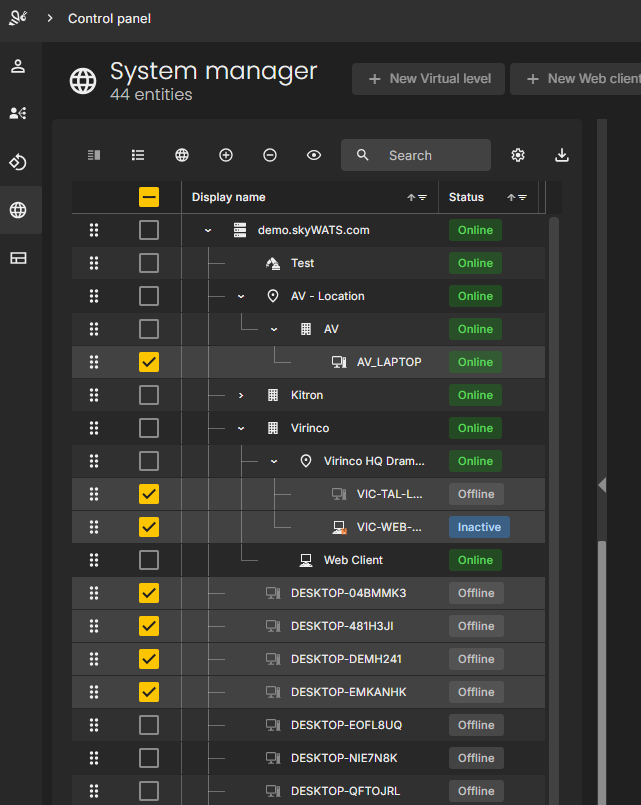 Control panel
System manager
44 entities
New Virtual level
New Web client
Search
Display name
Status
demo.skyWATS.com
Online
Test
Online
AV - Location
Online
AV
Online
AV_LAPTOP
Online
Kitron
Online
Virinco
Online
Virinco HQ Dram...
Online
VIC-TAL-L...
Offline
VIC-WEB-...
Inactive
Web Client
Online
DESKTOP-04BMMK3
Offline
DESKTOP-481H3JI
Offline
DESKTOP-DEMH241
Offline
DESKTOP-EMKANHK
Offline
DESKTOP-EOFL8UQ
Offline
DESKTOP-NIE7N8K
Offline
DESKTOP-QFTOJRL
Offline